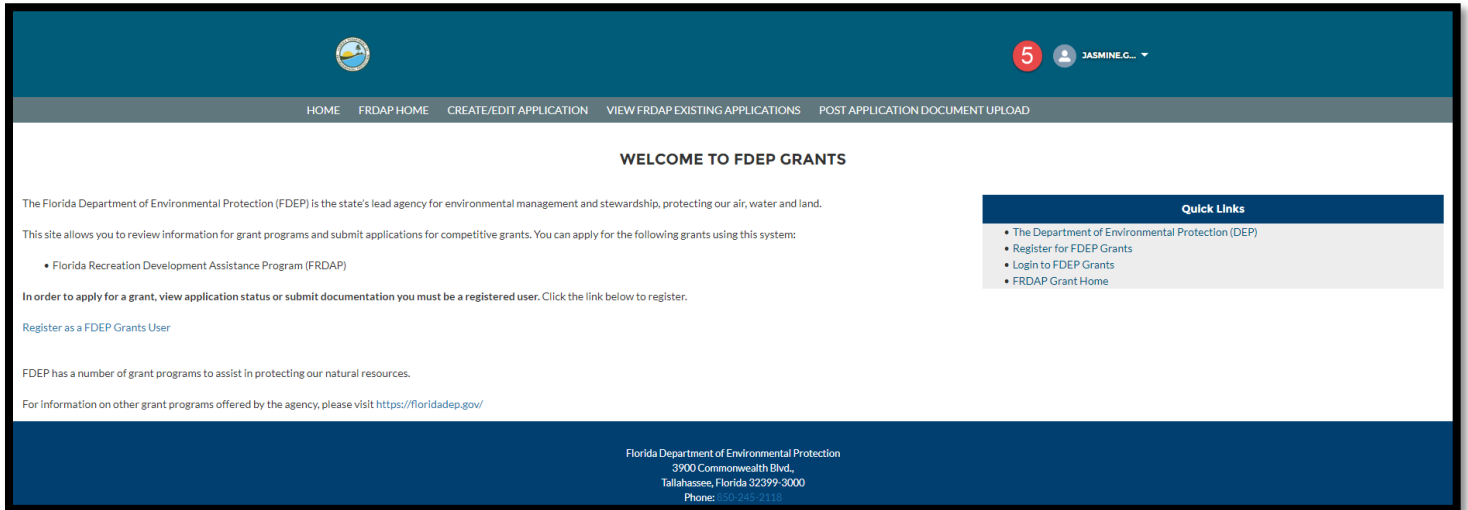 5
JASMINE.G...
HOME FRDAP HOME CREATE/EDIT APPLICATION VIEW FRDAP EXISTING APPLICATIONS POST APPLICATION DOCUMENT UPLOAD
WELCOME TO FDEP GRANTS
The Florida Department of Environmental Protection (FDEP) is the state's lead agency for environmental management and stewardship, protecting our air, water and land.
This site allows you to review information for grant programs and submit applications for competitive grants. You can apply for the following grants using this system:
• Florida Recreation Development Assistance Program (FRDAP)
In order to apply for a grant, view application status or submit documentation you must be a registered user. Click the link below to register.
Register as a FDEP Grants User
FDEP has a number of grant programs to assist in protecting our natural resources.
For information on other grant programs offered by the agency, please visit https://floridadep.gov/
Quick Links
• The Department of Environmental Protection (DEP)
• Register for FDEP Grants
• Login to FDEP Grants
• FRDAP Grant Home
Florida Department of Environmental Protection
3900 Commonwealth Blvd.,
Tallahassee, Florida 32399-3000
Phone: 850-245-2118